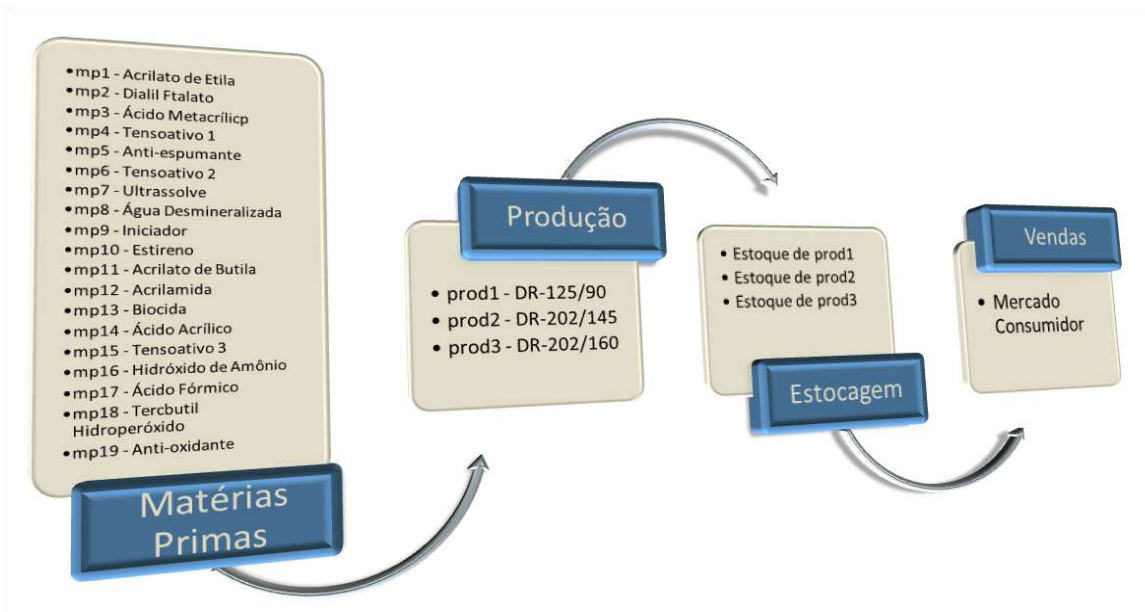 •mp1 - Acrilato de Etila
•mp2 - Dialil Ftalato
•mp3 - Ácido Metacrílicp
•mp4 - Tensoativo 1
•mp5 - Anti-espumante
•mp6 - Tensoativo 2
•mp7 - Ultrassolve
•mp8 - Água Desmineralizada
•mp9 - Iniciador
•mp10 - Estireno
•mp11 - Acrilato de Butila
•mp12 - Acrilamida
•mp13 - Biocida
•mp14 - Ácido Acrílico
•mp15 - Tensoativo 3
•mp16 - Hidróxido de Amônio
•mp17 - Ácido Fórmico
•mp18 - Tercbutil
Hidroperóxido
•mp19 - Anti-oxidante
Matérias
Primas
Produção
• prod1 - DR-125/90
• prod2 - DR-202/145
• prod3 - DR-202/160
• Estoque de prod1
• Estoque de prod2
• Estoque de prod3
Estocagem
Vendas
• Mercado
Consumidor